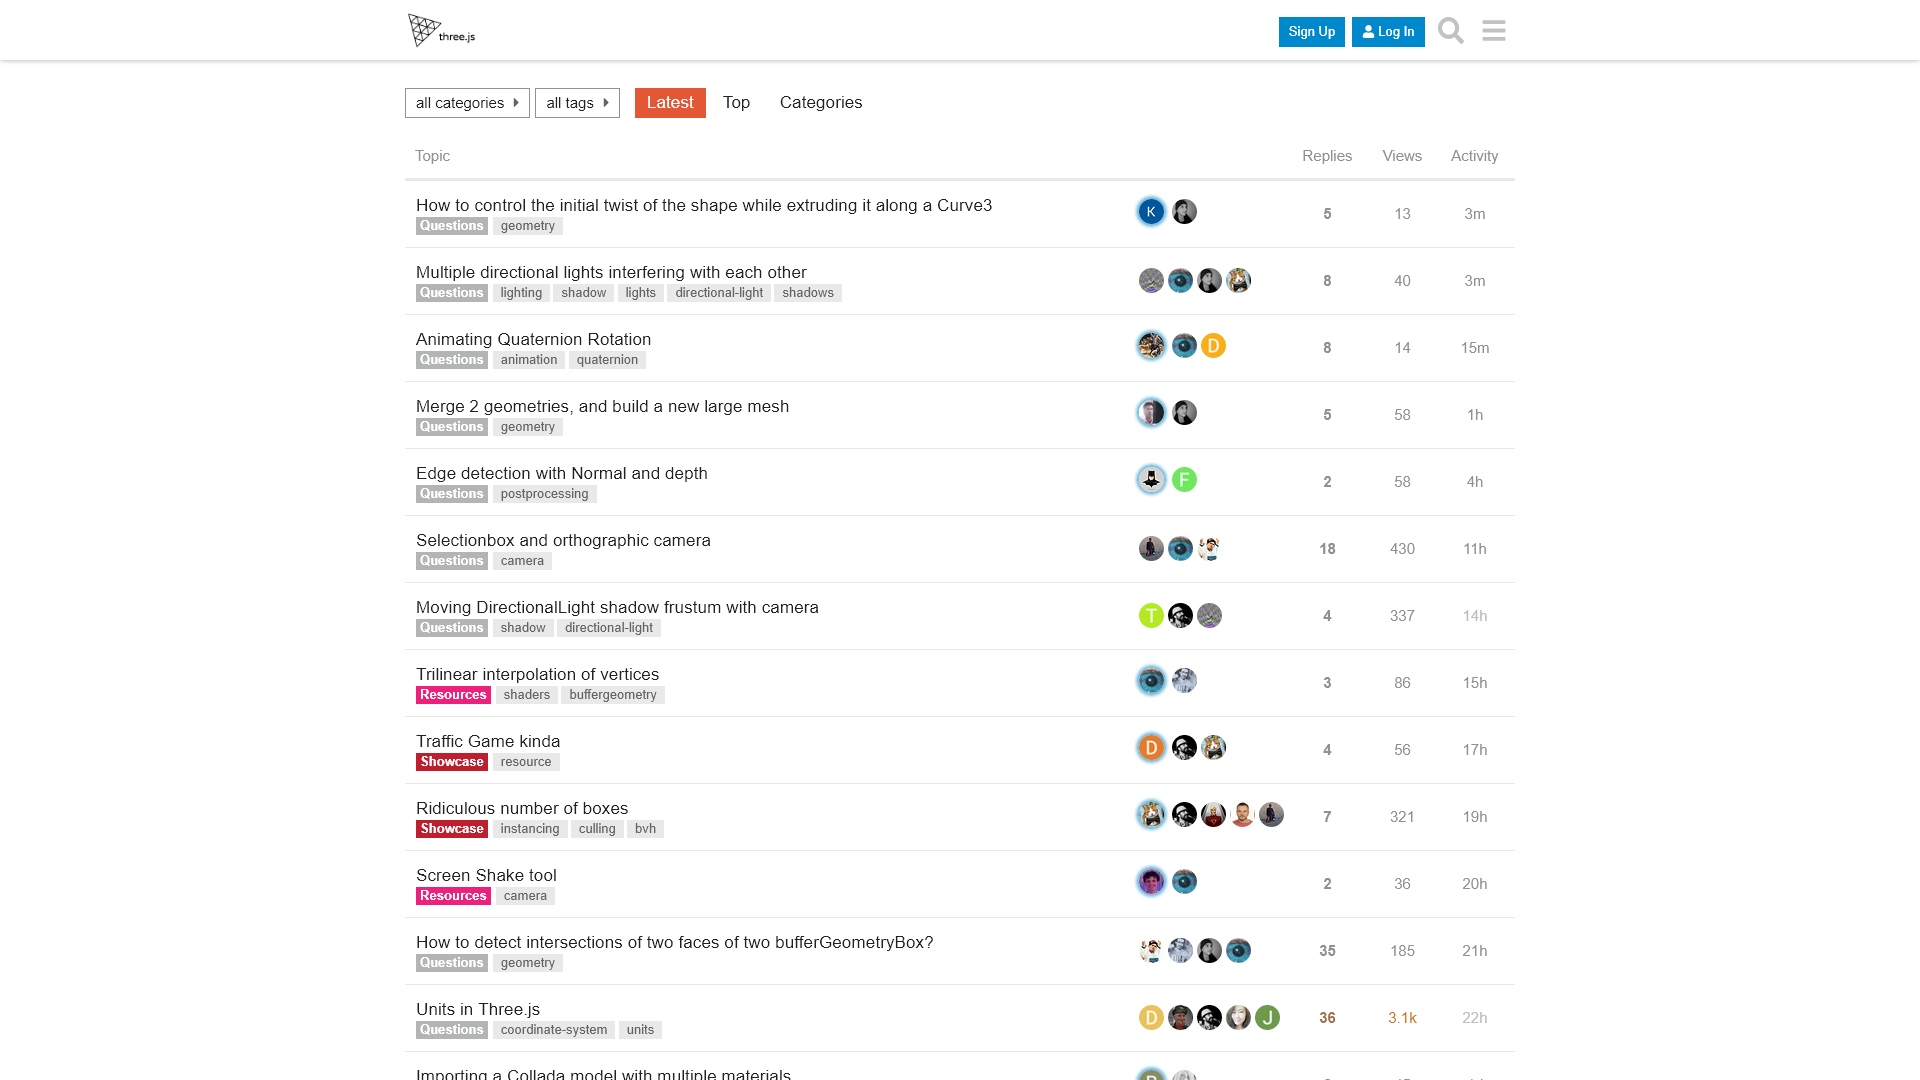 three.js
Sign Up
Log In
all categories
all tags
Latest
Top
Categories
Topic
Replies
Views
Activity
How to control the initial twist of the shape while extruding it along a Curve3
Questions geometry
K
5
13
3m
Multiple directional lights interfering with each other
Questions lighting shadow lights directional-light shadows
8
40
3m
Animating Quaternion Rotation
Questions animation quaternion
D
8
14
15m
Merge 2 geometries, and build a new large mesh
Questions geometry
5
58
1h
Edge detection with Normal and depth
Questions postprocessing
F
2
58
4h
Selectionbox and orthographic camera
Questions camera
18
430
11h
Moving DirectionalLight shadow frustum with camera
Questions shadow directional-light
T
4
337
14h
Trilinear interpolation of vertices
Resources shaders buffergeometry
3
86
15h
Traffic Game kinda
Showcase resource
D
4
56
17h
Ridiculous number of boxes
Showcase instancing culling bvh
7
321
19h
Screen Shake tool
Resources camera
2
36
20h
How to detect intersections of two faces of two bufferGeometryBox?
Questions geometry
35
185
21h
Units in Three.js
Questions coordinate-system units
D
J
36
3.1k
22h
Importing a Collada model with multiple materials